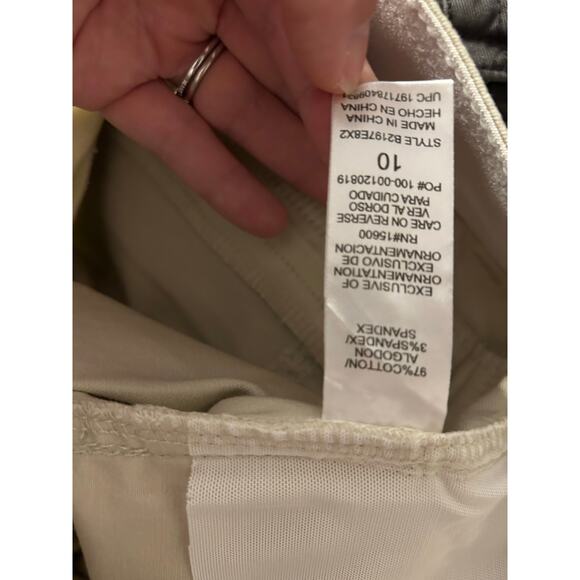 97%COTTON/
ALGODON
3%SPANDEX/
SPANDEX
EXCLUSIVE OF
ORNAMENTATION
EXCLUSIVO DE
ORNAMENTACION
RN#15600
CARE ON REVERSE
VER AL DORSO
PARA CUIDADO
PO# 100-00120819
10
STYLE B2197E8X2
MADE IN CHINA
HECHO EN CHINA
UPC